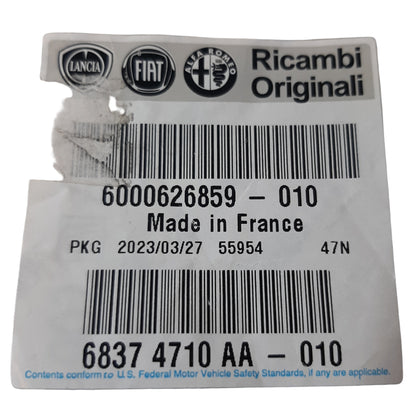 LANCIA FIAT ALFA ROMEO Ricambi
Originali
6000626859 - 010
Made in France
PKG 2023/03/27 55954 47N
6837 4710 AA - 010
Contents conform to U.S. Federal Motor Vehicle Safety Standards, if any are applicable.